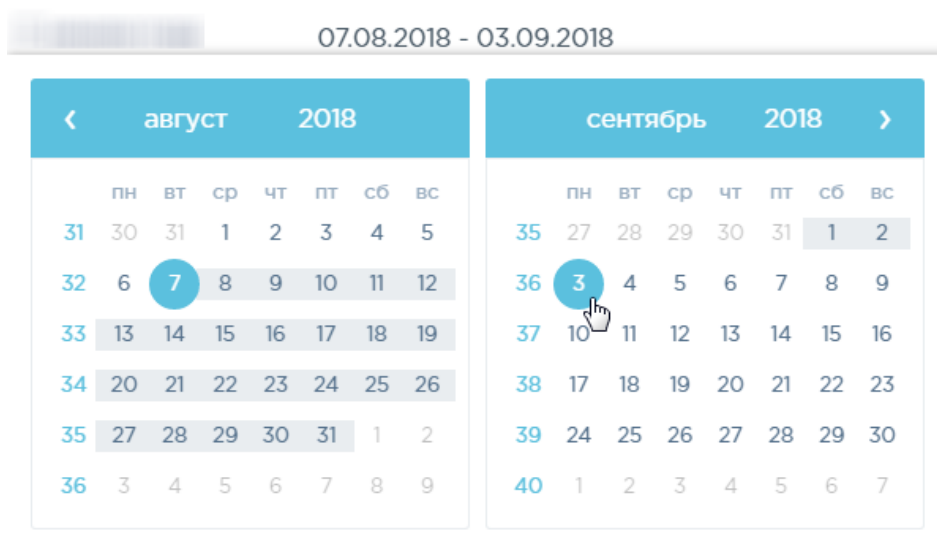 07.08.2018 - 03.09.2018
август 2018
пн вт ср чт пт сб вс
31 30 31 1 2 3 4 5
32 6 7 8 9 10 11 12
33 13 14 15 16 17 18 19
34 20 21 22 23 24 25 26
35 27 28 29 30 31 1 2
36 3 4 5 6 7 8 9
сентябрь 2018
пн вт ср чт пт сб вс
35 27 28 29 30 31 1 2
36 3 4 5 6 7 8 9
37 10 11 12 13 14 15 16
38 17 18 19 20 21 22 23
39 24 25 26 27 28 29 30
40 1 2 3 4 5 6 7